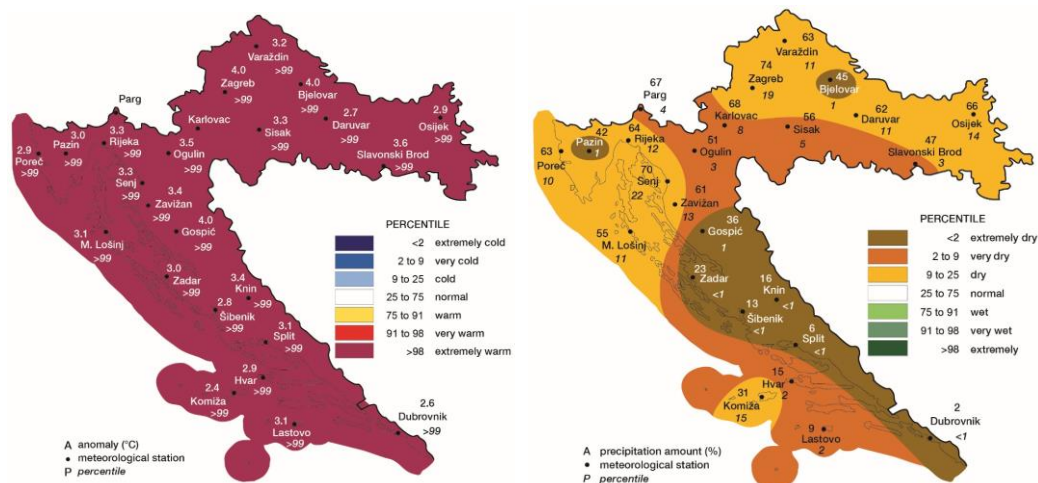 3.2
Varaždin
>99
4.0
Zagreb
>99
4.0
Bjelovar
>99
Parg
Karlovac
3.3
Sisak
>99
2.7
Daruvar
>99
2.9
Osijek
>99
3.6
Slavonski Brod
>99
2.9
Poreč
>99
3.0
Pazin
>99
3.3
Rijeka
>99
3.5
Ogulin
>99
3.3
Senj
>99
3.4
Zavižan
>99
3.1
M. Lošinj
>99
4.0
Gospić
>99
3.0
Zadar
>99
3.4
Knin
>99
2.8
Šibenik
>99
3.1
Split
>99
2.9
Hvar
>99
2.4
Komiža
>99
3.1
Lastovo
>99
2.6
Dubrovnik
>99
PERCENTILE
<2 extremely cold
2 to 9 very cold
9 to 25 cold
25 to 75 normal
75 to 91 warm
91 to 98 very warm
>98 extremely warm
A anomaly (°C)
• meteorological station
P percentile
63
Varaždin
11
74
Zagreb
19
45
Bjelovar
1
67
Parg
4
68
Karlovac
8
56
Sisak
5
62
Daruvar
11
66
Osijek
14
47
Slavonski Brod
3
63
Poreč
10
42
Pazin
1
64
Rijeka
12
51
Ogulin
3
70
Senj
22
61
Zavižan
13
55
M. Lošinj
11
36
Gospić
1
23
Zadar
<1
16
Knin
<1
13
Šibenik
<1
6
Split
<1
15
Hvar
2
31
Komiža
15
9
Lastovo
2
2
Dubrovnik
<1
PERCENTILE
<2 extremely dry
2 to 9 very dry
9 to 25 dry
25 to 75 normal
75 to 91 wet
91 to 98 very wet
>98 extremely
A precipitation amount (%)
• meteorological station
P percentile